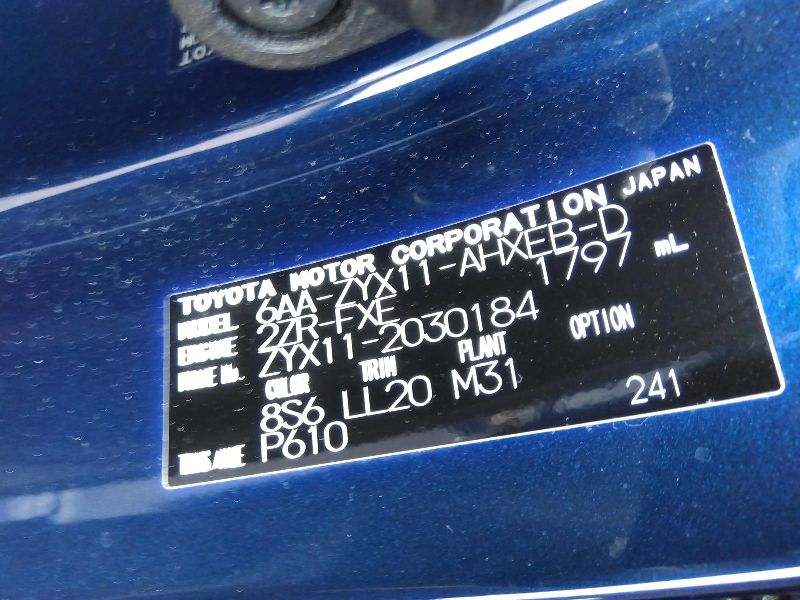 TOYOTA MOTOR CORPORATION JAPAN
MODEL 6AA-ZYX11-AHXEB-D
ENGINE 2ZR-FXE 1797 mL
FRAME No. ZYX11-2030184
COLOR TRIM PLANT OPTION
8S6 LL20 M31 241
TRANS/AXLE P610